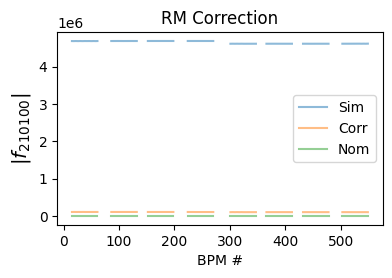 RM Correction
1e6
|f₂₁₀₁₀₀|
4
3
2
1
0
Sim
Corr
Nom
0 100 200 300 400 500
BPM #